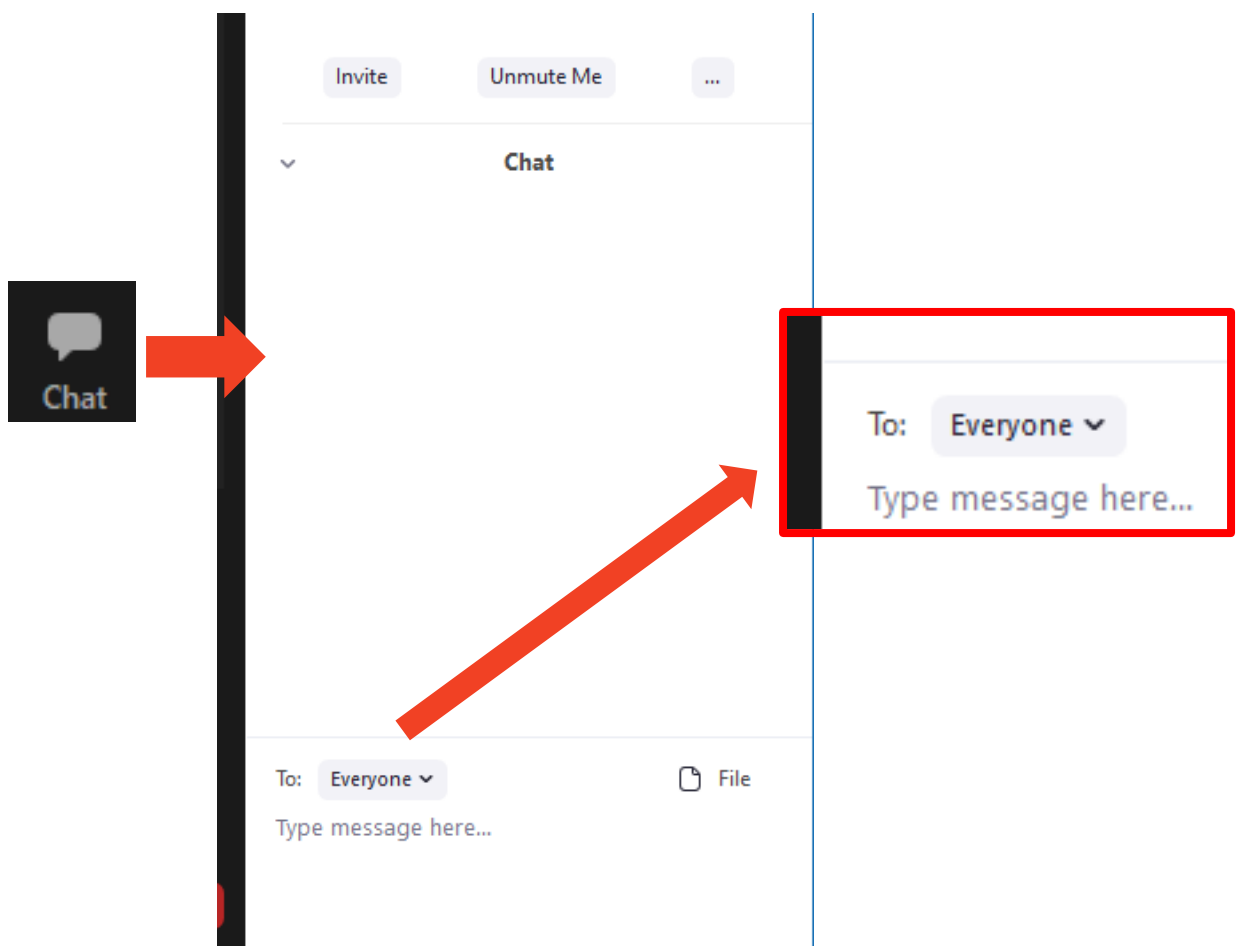 Invite
Unmute Me
...
Chat
Chat
To: Everyone
Type message here...
To: Everyone
File
Type message here...